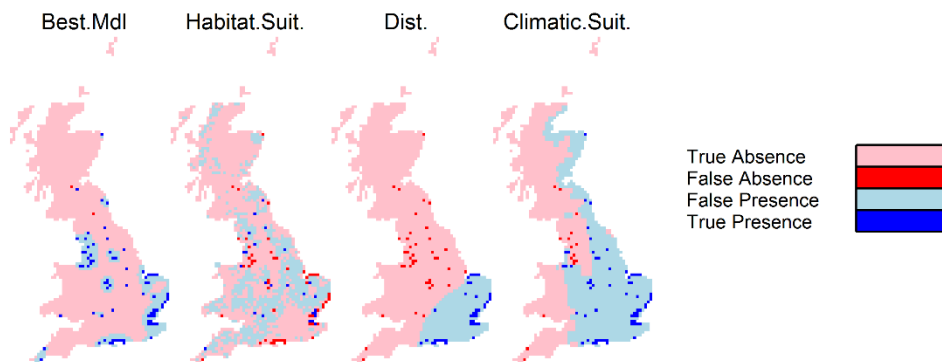 Best.Mdl Habitat.Suit. Dist. Climatic.Suit.
True Absence
False Absence
False Presence
True Presence